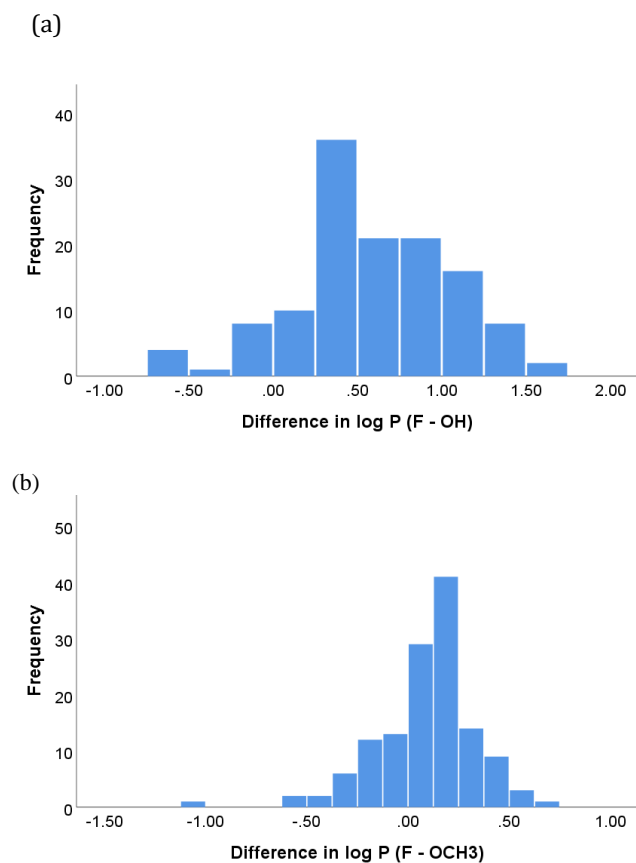 (a)
40
30
20
10
0
Frequency
-1.00 -.50 .00 .50 1.00 1.50 2.00
Difference in log P (F - OH)
(b)
50
40
30
20
10
0
Frequency
-1.50 -1.00 -.50 .00 .50 1.00
Difference in log P (F - OCH3)